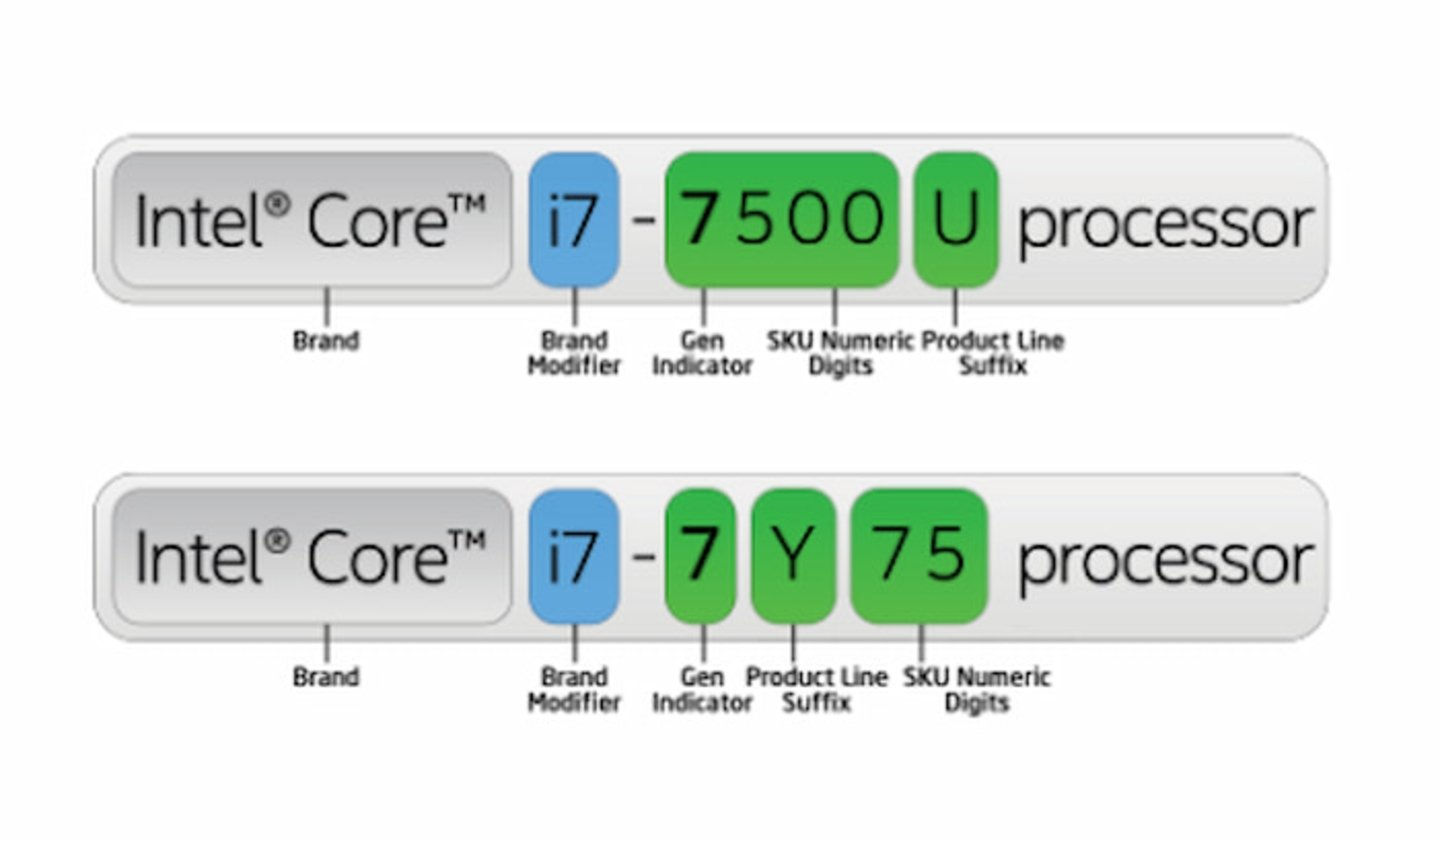 Intel® Core™ i7 - 7500 U processor
Brand Brand Gen SKU Numeric Product Line
Modifier Indicator Digits Suffix
Intel® Core™ i7 - 7 Y 75 processor
Brand Brand Gen Product Line SKU Numeric
Modifier Indicator Suffix Digits